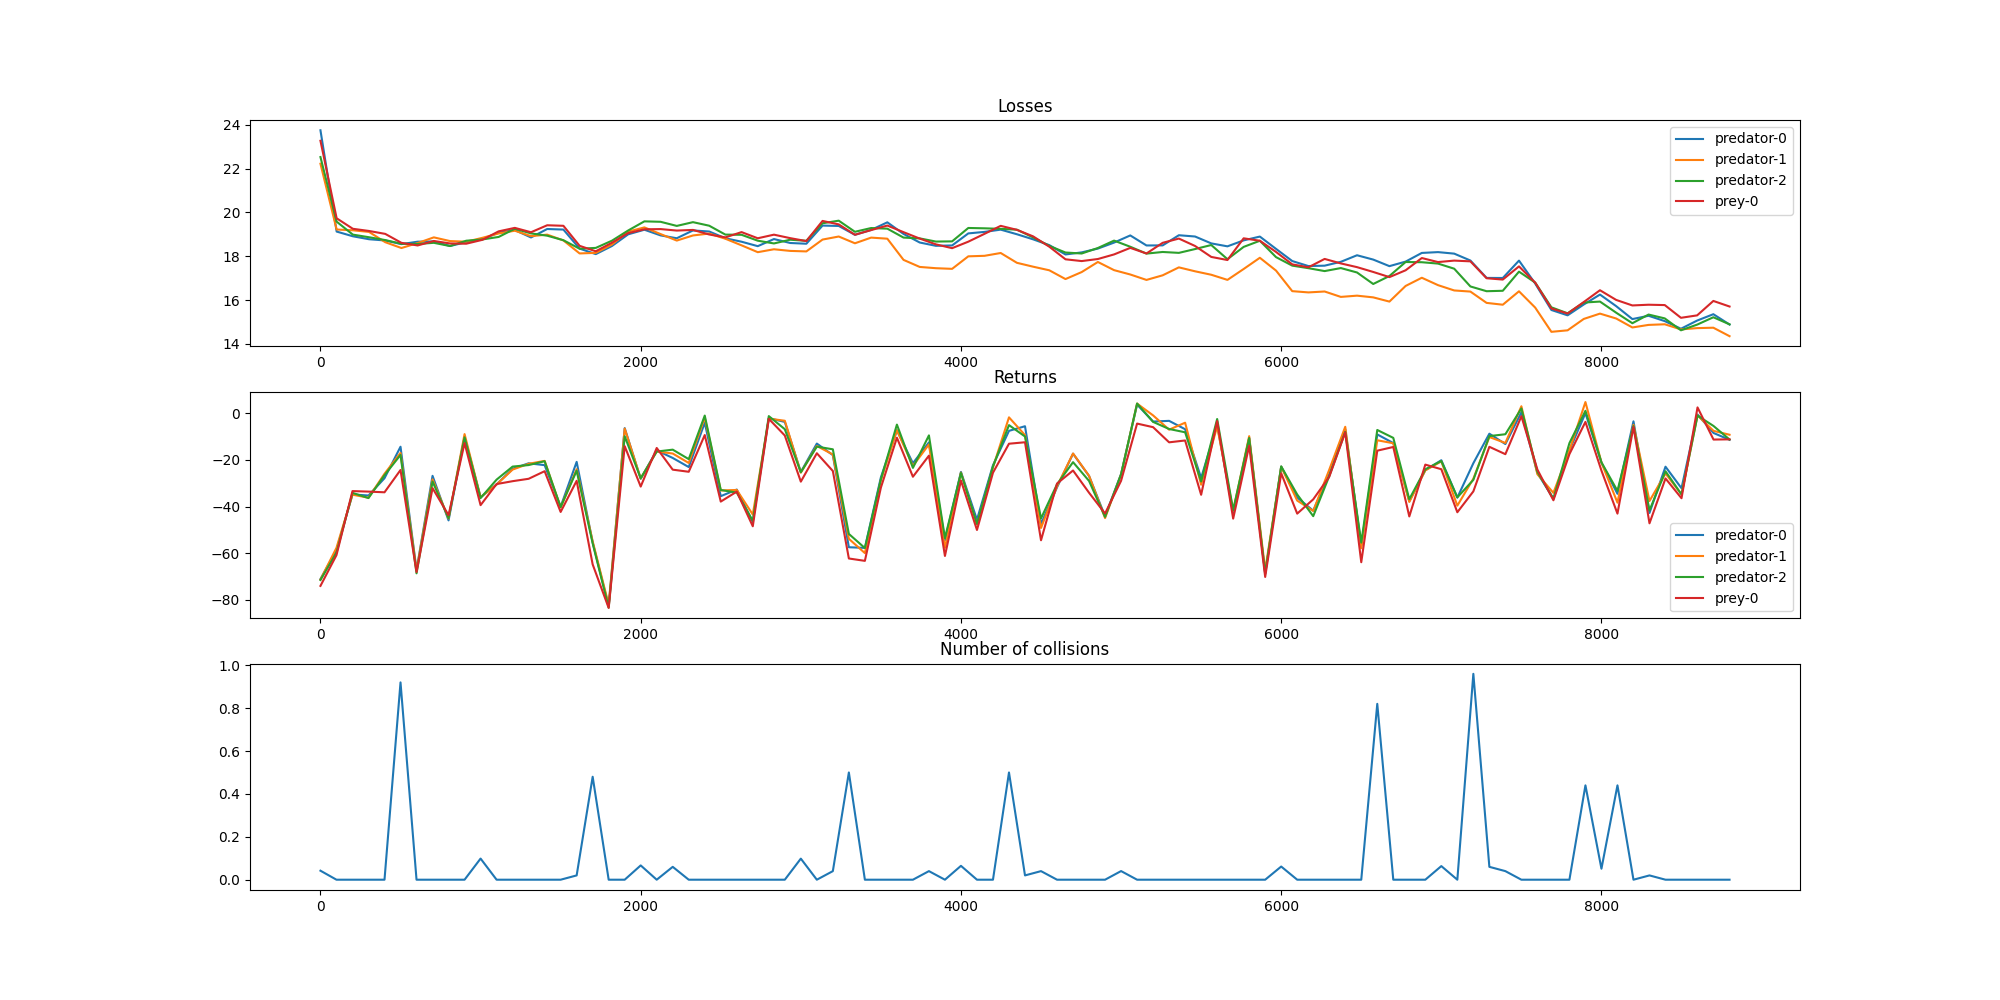 Losses
24
22
20
18
16
14
predator-0
predator-1
predator-2
prey-0
0 2000 4000 6000 8000
Returns
0
−20
−40
−60
−80
predator-0
predator-1
predator-2
prey-0
0 2000 4000 6000 8000
Number of collisions
1.0
0.8
0.6
0.4
0.2
0.0
0 2000 4000 6000 8000